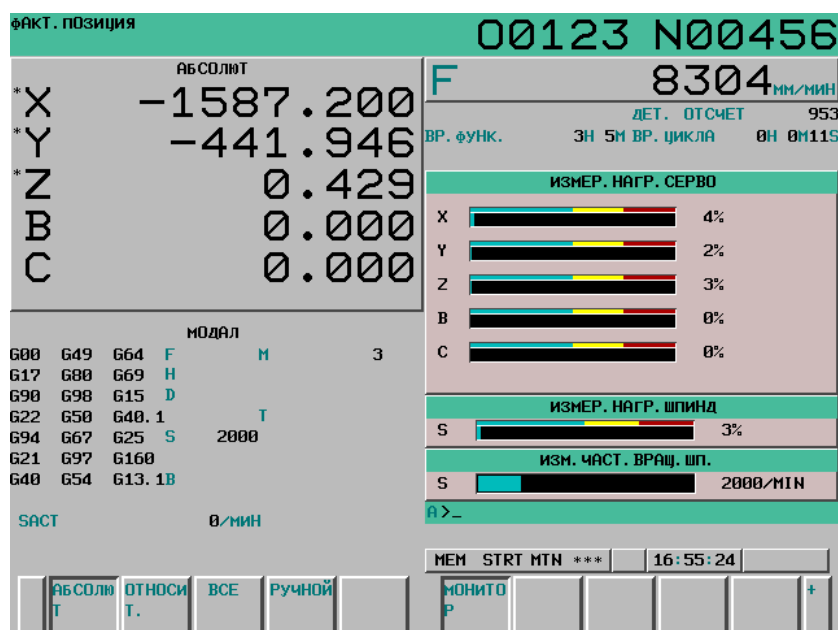 ФАКТ. ПОЗИЦИЯ
O0123 N00456
АБСОЛЮТ
*X -1587.200
*Y -441.946
*Z 0.429
B 0.000
C 0.000
F 8304 ММ/МИН
ДЕТ. ОТСЧЕТ 953
ВР. ФУНК. 3H 5M ВР. ЦИКЛА 0H 0M11S
ИЗМЕР. НАГР. СЕРВО
X 4%
Y 2%
Z 3%
B 0%
C 0%
МОДАЛ
G00 G49 G64 F M 3
G17 G80 G69 H
G90 G98 G15 D
G22 G50 G40.1 T
G94 G67 G25 S 2000
G21 G97 G160
G40 G54 G13.1B
SACT 0/МИН
ИЗМЕР. НАГР. ШПИНД
S 3%
ИЗМ. ЧАСТ. ВРАЩ. ШП.
S 2000/MIN
A>_
MEM STRT MTN *** 16:55:24
АБСОЛЮ ОТНОСИ ВСЕ РУЧНОЙ МОНИТО +
Т Т. Р